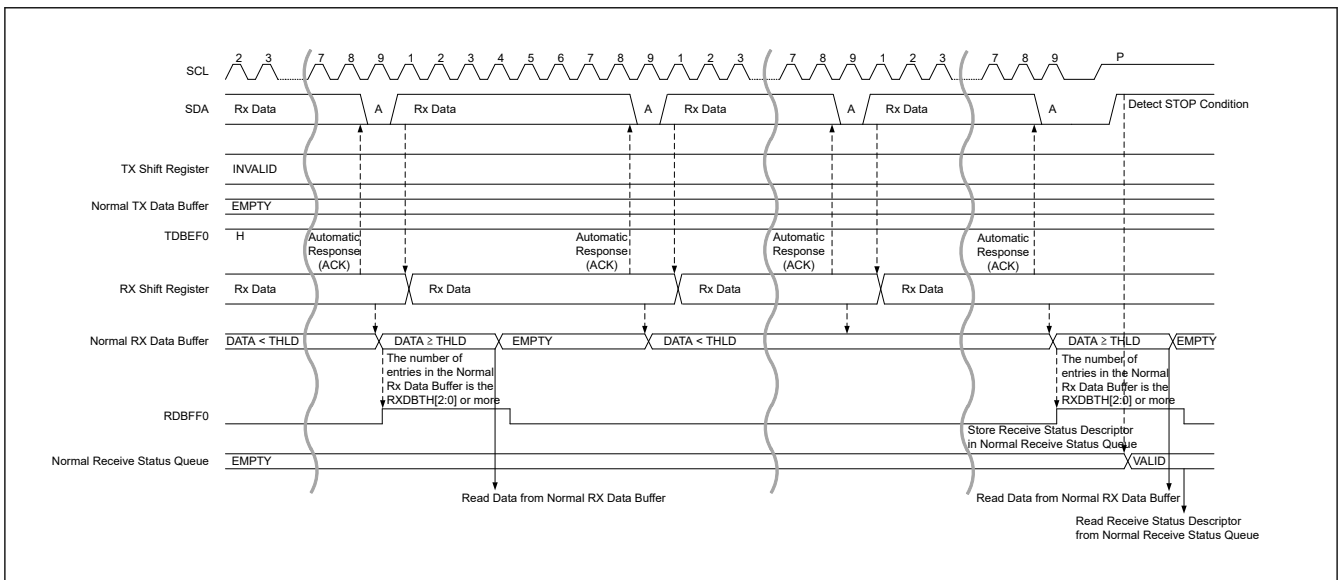 2 3 7 8 9 1 2 3 4 5 6 7 8 9 1 2 3 7 8 9 1 2 3 7 8 9 P
SCL
SDA Rx Data A Rx Data A Rx Data A Rx Data A Detect STOP Condition
TX Shift Register INVALID
Normal TX Data Buffer EMPTY
TDBEF0 H
Automatic Automatic Automatic Automatic
Response Response Response Response
(ACK) (ACK) (ACK) (ACK)
RX Shift Register Rx Data Rx Data Rx Data Rx Data
Normal RX Data Buffer DATA < THLD DATA ≥ THLD EMPTY DATA < THLD DATA ≥ THLD EMPTY
The number of The number of
entries in the Normal entries in the Normal
Rx Data Buffer is the Rx Data Buffer is the
RXDBTH[2:0] or more RXDBTH[2:0] or more
RDBFF0
Store Receive Status Descriptor
in Normal Receive Status Queue
Normal Receive Status Queue EMPTY VALID
Read Data from Normal RX Data Buffer Read Data from Normal RX Data Buffer
Read Receive Status Descriptor
from Normal Receive Status Queue